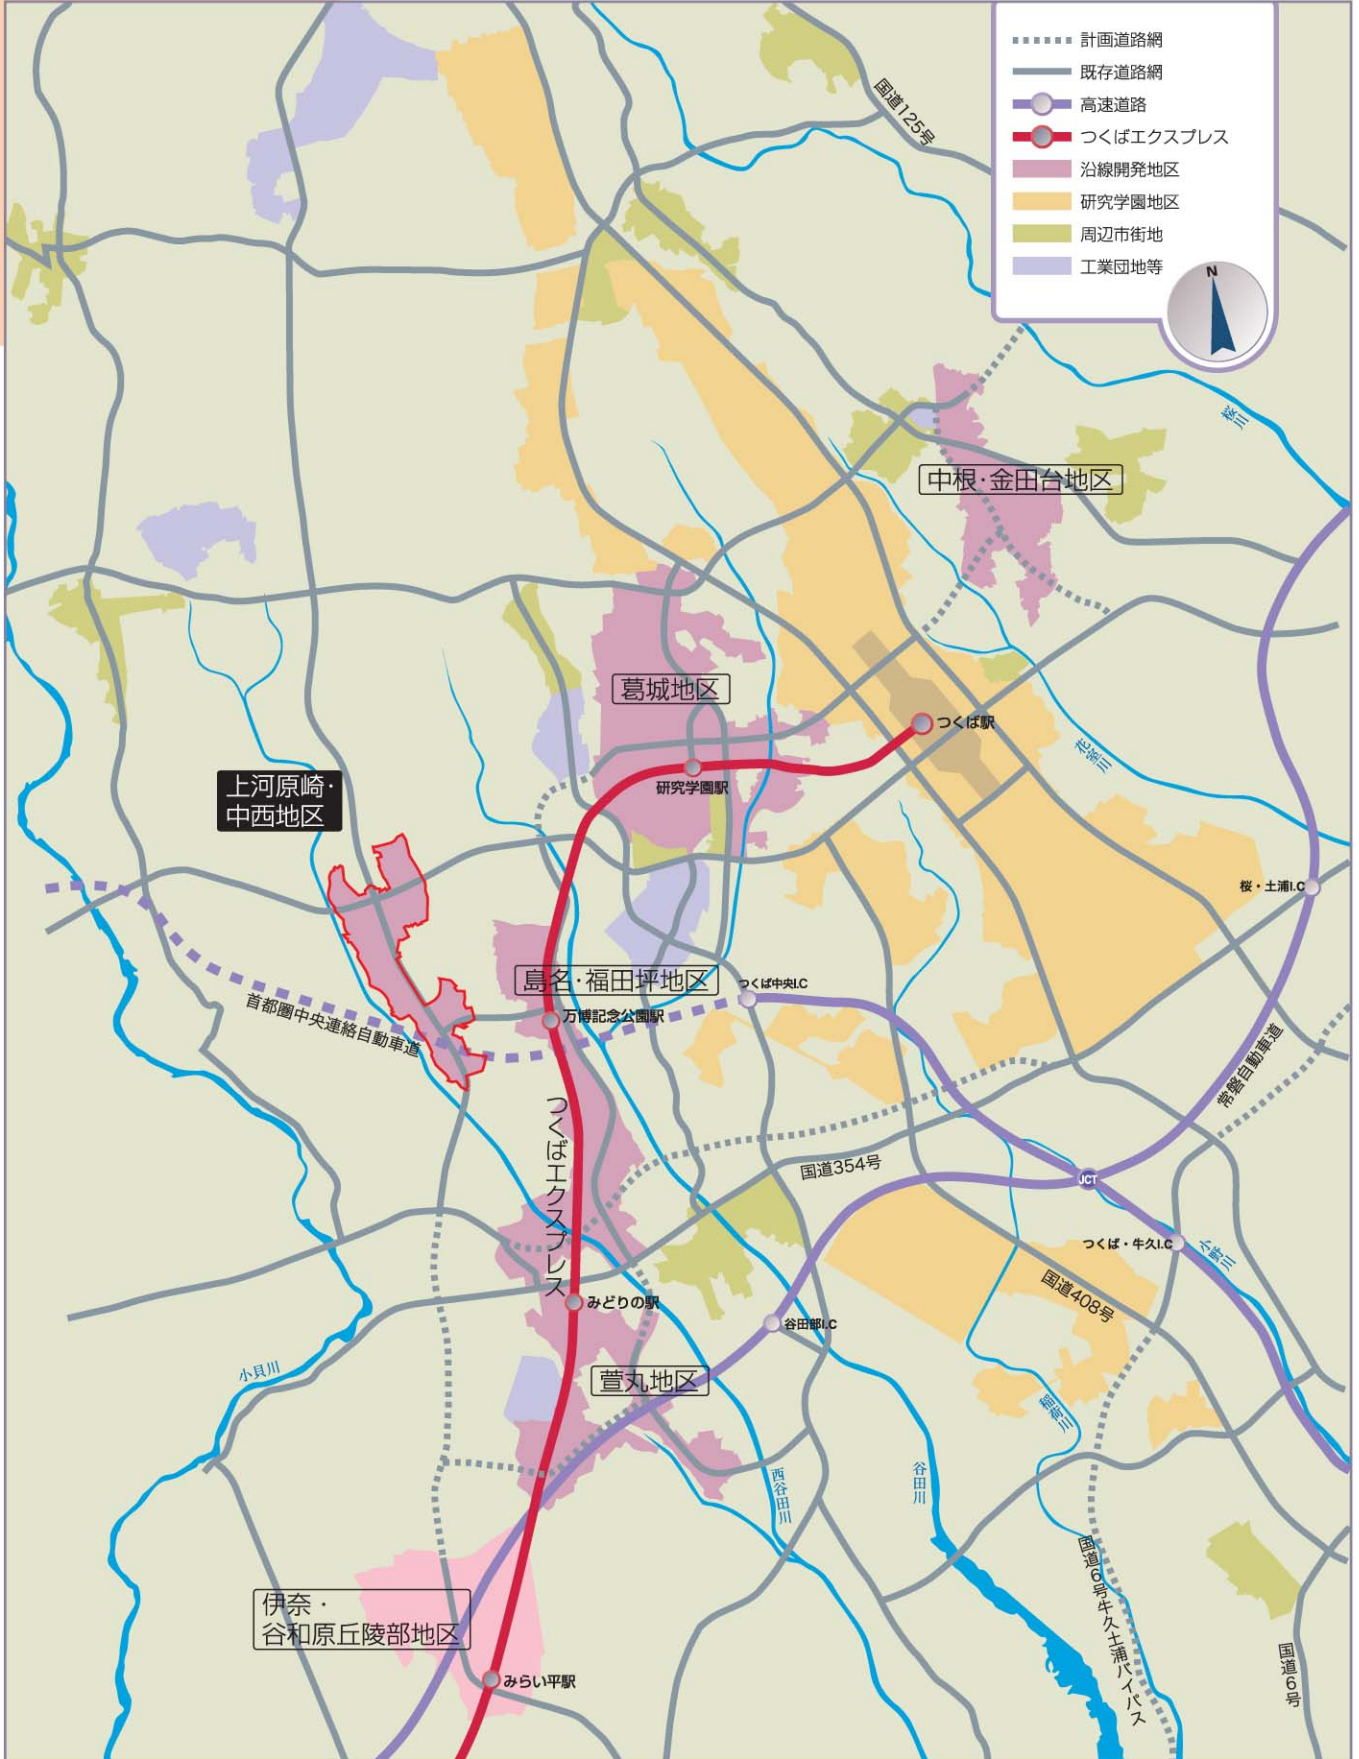 計画道路網
既存道路網
高速道路
つくばエクスプレス
沿線開発地区
研究学園地区
周辺市街地
工業団地等
N
国道125号
桜川
中根・金田台地区
葛城地区
つくば駅
研究学園駅
花室川
上河原崎・
中西地区
桜・土浦I.C
島名・福田坪地区
つくば中央I.C
万博記念公園駅
首都圏中央連絡自動車道
常磐自動車道
つくばエクスプレス
国道354号
JCT
つくば・牛久I.C
小野川
国道408号
みどりの駅
谷田部I.C
小貝川
萱丸地区
稲荷川
西谷田川
谷田川
国道6号牛久土浦バイパス
伊奈・
谷和原丘陵部地区
みらい平駅
国道6号